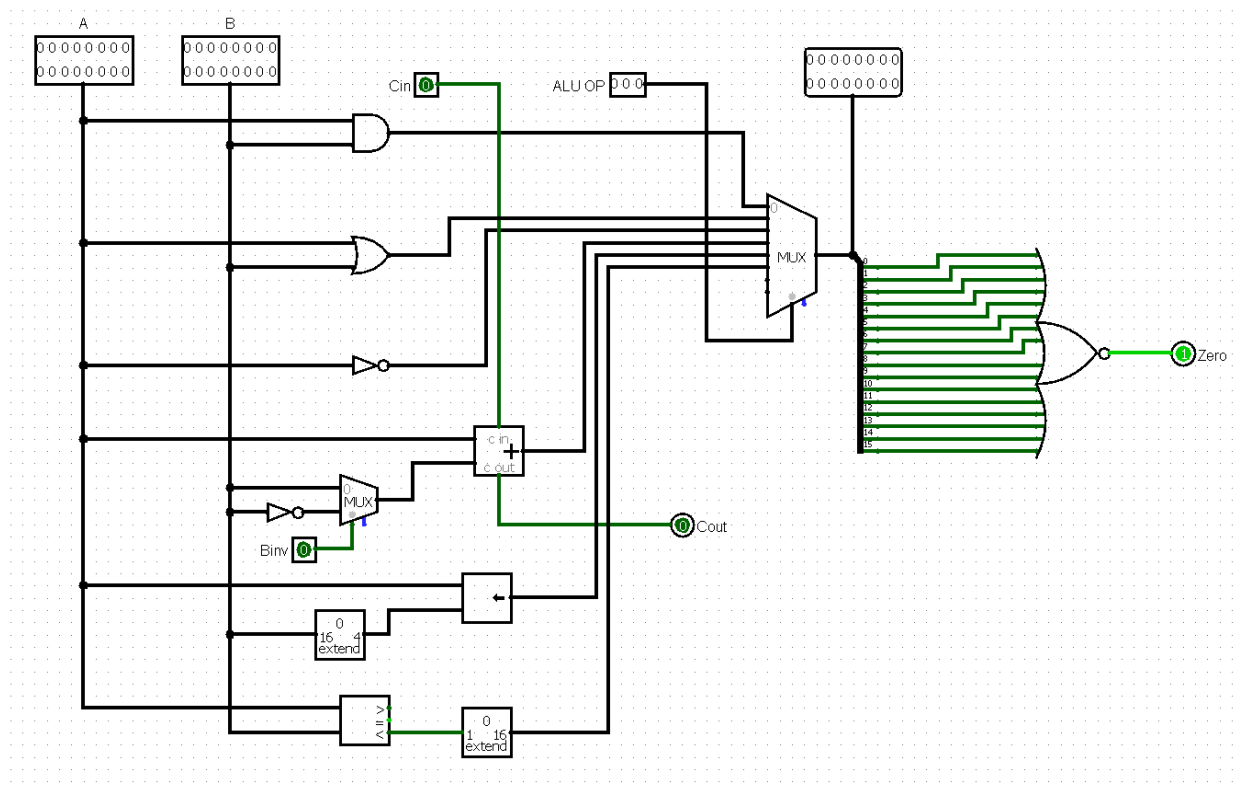 A
B
0 0 0 0 0 0 0 0
0 0 0 0 0 0 0 0
0 0 0 0 0 0 0 0
0 0 0 0 0 0 0 0
Cin 0
ALU OP 0 0 0
0 0 0 0 0 0 0 0
0 0 0 0 0 0 0 0
0
MUX
0
1
2
3
4
5
6
7
8
9
10
11
12
13
14
15
1 Zero
c in
+
c out
0
MUX
Binv 0
0 Cout
0
16 4
extend
>
=
<
0
1 16
extend